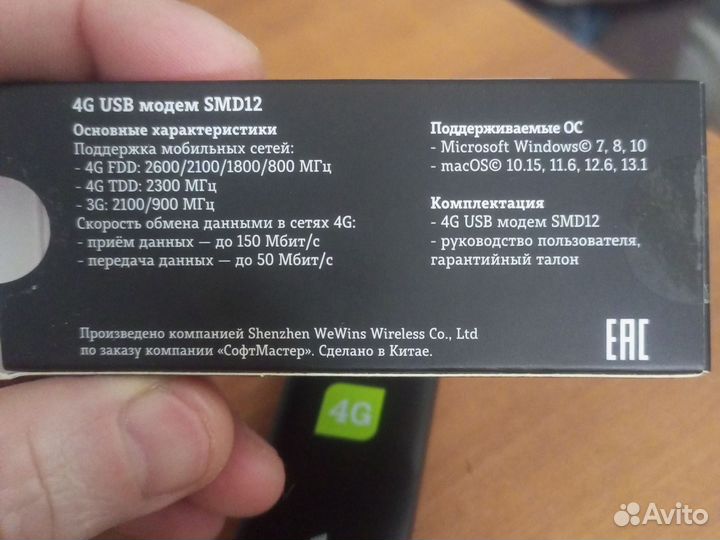 4G USB модем SMD12
Основные характеристики
Поддержка мобильных сетей:
- 4G FDD: 2600/2100/1800/800 МГц
- 4G TDD: 2300 МГц
- 3G: 2100/900 МГц
Скорость обмена данными в сетях 4G:
- приём данных — до 150 Мбит/с
- передача данных — до 50 Мбит/с
Поддерживаемые ОС
- Microsoft Windows© 7, 8, 10
- macOS© 10.15, 11.6, 12.6, 13.1
Комплектация
- 4G USB модем SMD12
- руководство пользователя,
гарантийный талон
Произведено компанией Shenzhen WeWins Wireless Co., Ltd
по заказу компании «СофтМастер». Сделано в Китае.
EAC
4G
Avito